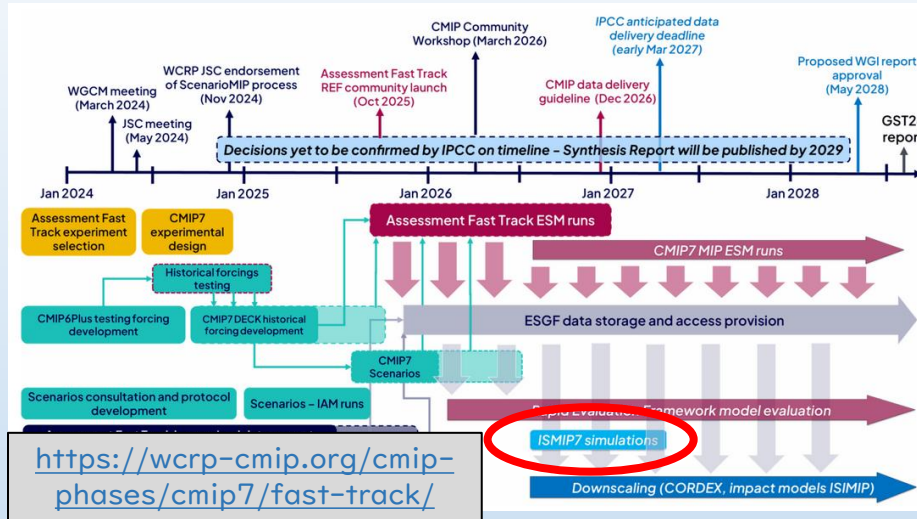 CMIP Community
Workshop (March 2026)
IPCC anticipated data
delivery deadline
(early Mar 2027)
WGCM meeting
(March 2024)
WCRP JSC endorsement
of ScenarioMIP process
(Nov 2024)
Assessment Fast Track
REF community launch
(Oct 2025)
CMIP data delivery
guideline (Dec 2026)
Proposed WGI report
approval
(May 2028)
JSC meeting
(May 2024)
GST2
report
Decisions yet to be confirmed by IPCC on timeline - Synthesis Report will be published by 2029
Jan 2024
Jan 2025
Jan 2026
Jan 2027
Jan 2028
Assessment Fast
Track experiment
selection
CMIP7
experimental
design
Assessment Fast Track ESM runs
CMIP7 MIP ESM runs
Historical forcings
testing
CMIP6Plus testing forcing
development
CMIP7 DECK historical
forcing development
ESGF data storage and access provision
CMIP7
Scenarios
Scenarios consultation and protocol
development
Scenarios – IAM runs
Rapid Evaluation Framework model evaluation
ISMIP7 simulations
Downscaling (CORDEX, impact models ISIMIP)
https://wcrp-cmip.org/cmip-
phases/cmip7/fast-track/